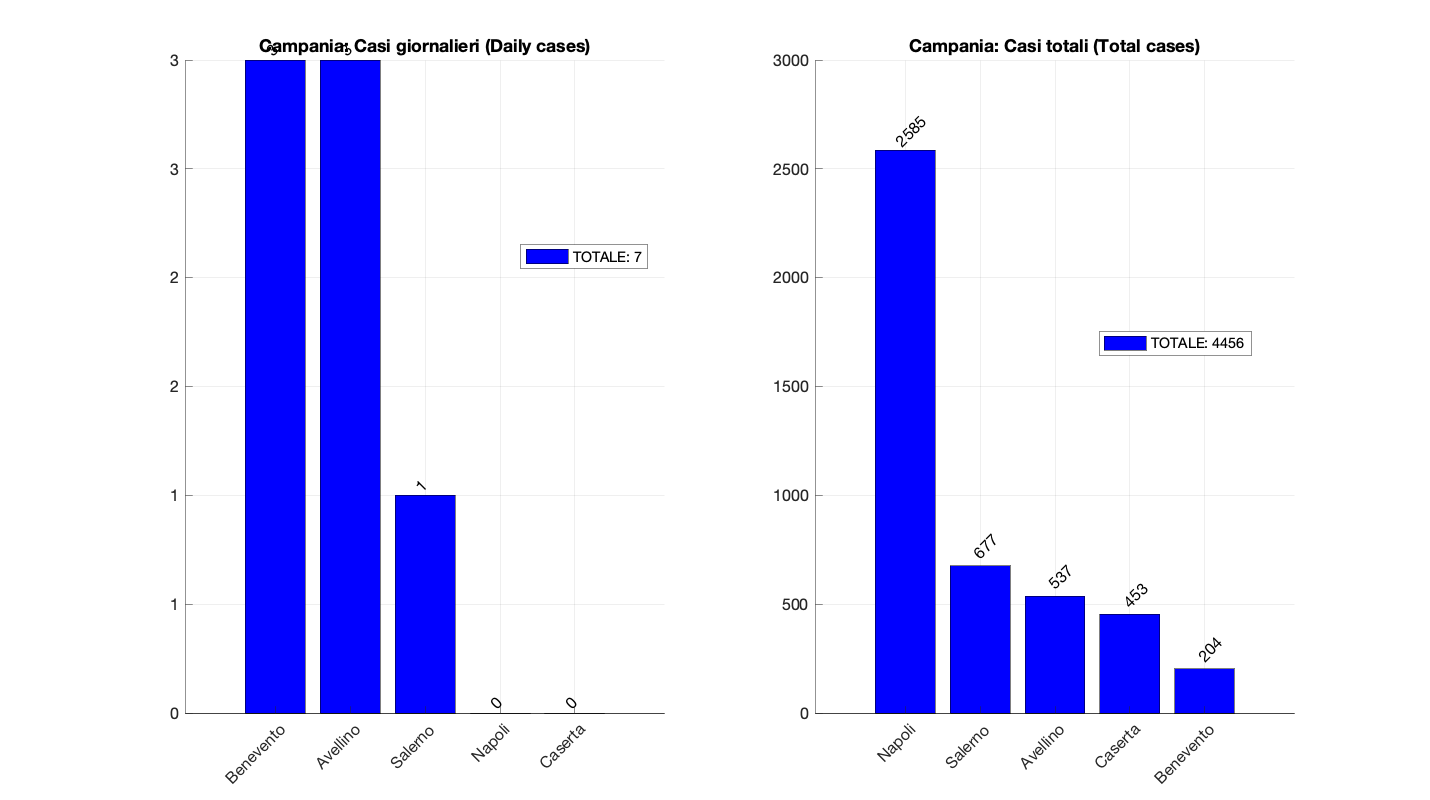 Campania: Casi giornalieri (Daily cases)
3
3
3
3
2
2
1
1
0
1
0
0
TOTALE: 7
Benevento
Avellino
Salerno
Napoli
Caserta
Campania: Casi totali (Total cases)
3000
2500
2000
1500
1000
500
0
2585
677
537
453
204
TOTALE: 4456
Napoli
Salerno
Avellino
Caserta
Benevento